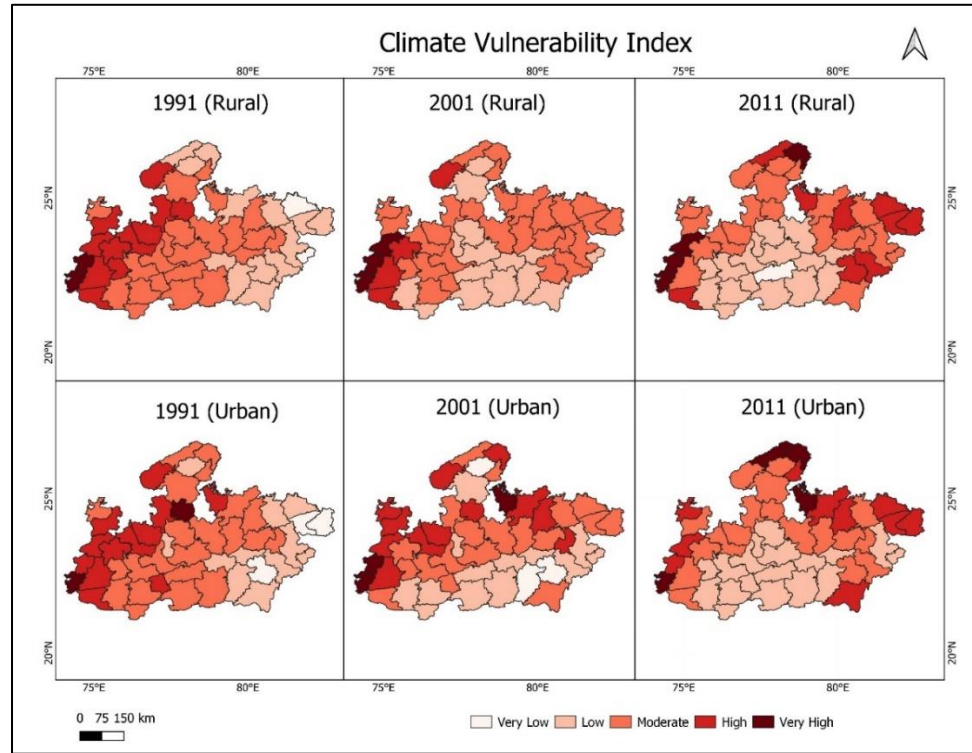 Climate Vulnerability Index
75°E 80°E 75°E 80°E 75°E 80°E
1991 (Rural) 2001 (Rural) 2011 (Rural)
25°N 25°N
20°N 20°N
1991 (Urban) 2001 (Urban) 2011 (Urban)
25°N 25°N
20°N 20°N
75°E 80°E 75°E 80°E 75°E 80°E
0 75 150 km
Very Low Low Moderate High Very High